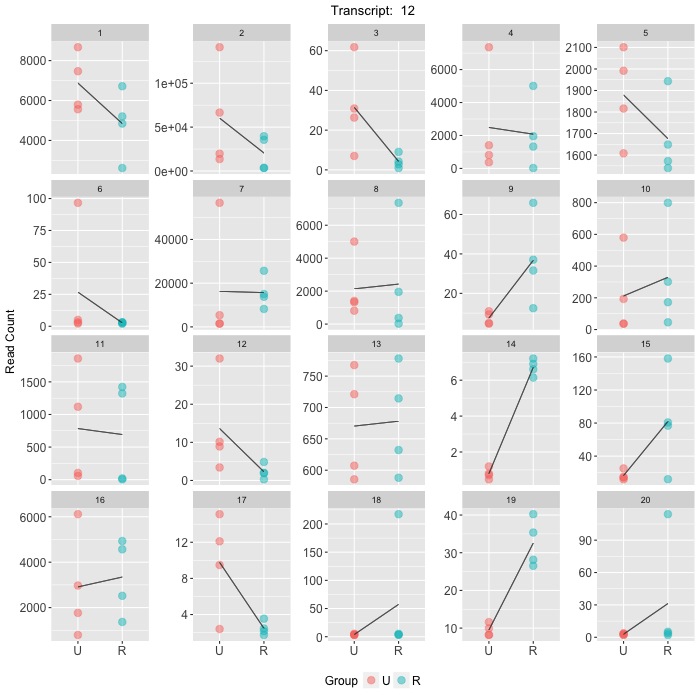 Transcript: 12
1 2 3 4 5
8000 6000 4000
1e+05 5e+04 0e+00
60 40 20 0
6000 4000 2000 0
2100 2000 1900 1800 1700 1600
6 7 8 9 10
100 75 50 25 0
40000 20000 0
6000 4000 2000 0
60 40 20
800 600 400 200 0
Read Count
11 12 13 14 15
1500 1000 500 0
30 20 10 0
750 700 650 600
6 4 2
160 120 80 40
16 17 18 19 20
6000 4000 2000
12 8 4
200 150 100 50 0
40 30 20 10
90 60 30 0
U R U R U R U R U R
Group U R